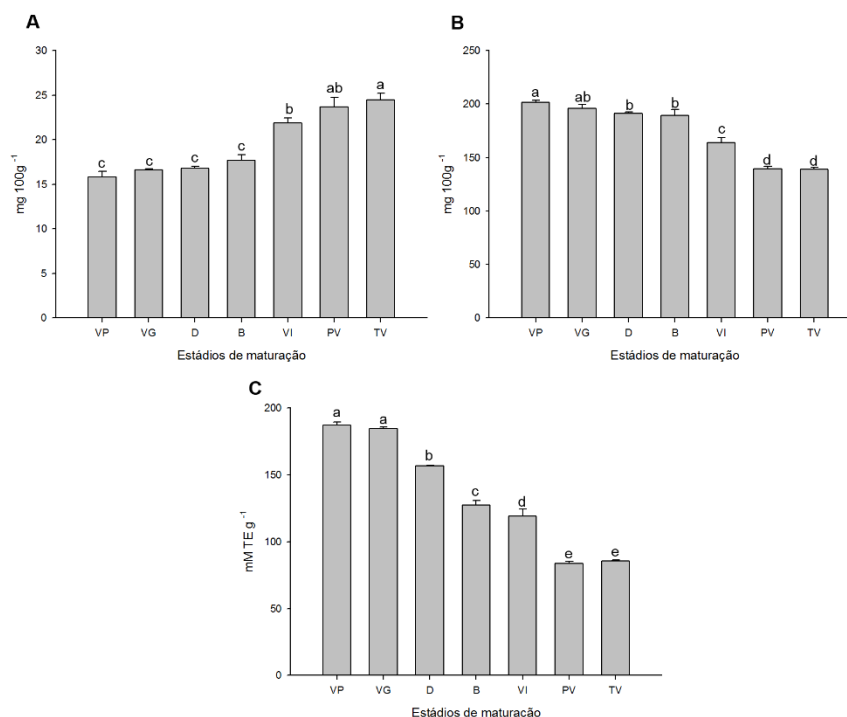 A
30
25
20
15
10
5
0
mg 100g⁻¹
c c c c b ab a
VP VG D B VI PV TV
Estádios de maturação
B
250
200
150
100
50
0
mg 100g⁻¹
a ab b b c d d
VP VG D B VI PV TV
Estádios de maturação
C
200
150
100
50
0
mM TE g⁻¹
a a b c d e e
VP VG D B VI PV TV
Estádios de maturação